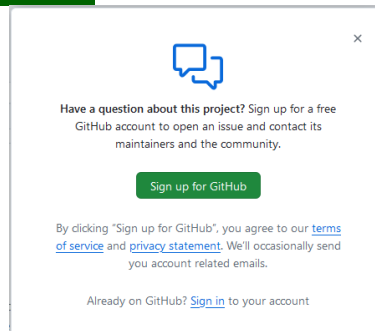 Have a question about this project? Sign up for a free
GitHub account to open an issue and contact its
maintainers and the community.
Sign up for GitHub
By clicking “Sign up for GitHub”, you agree to our terms
of service and privacy statement. We’ll occasionally send
you account related emails.
Already on GitHub? Sign in to your account